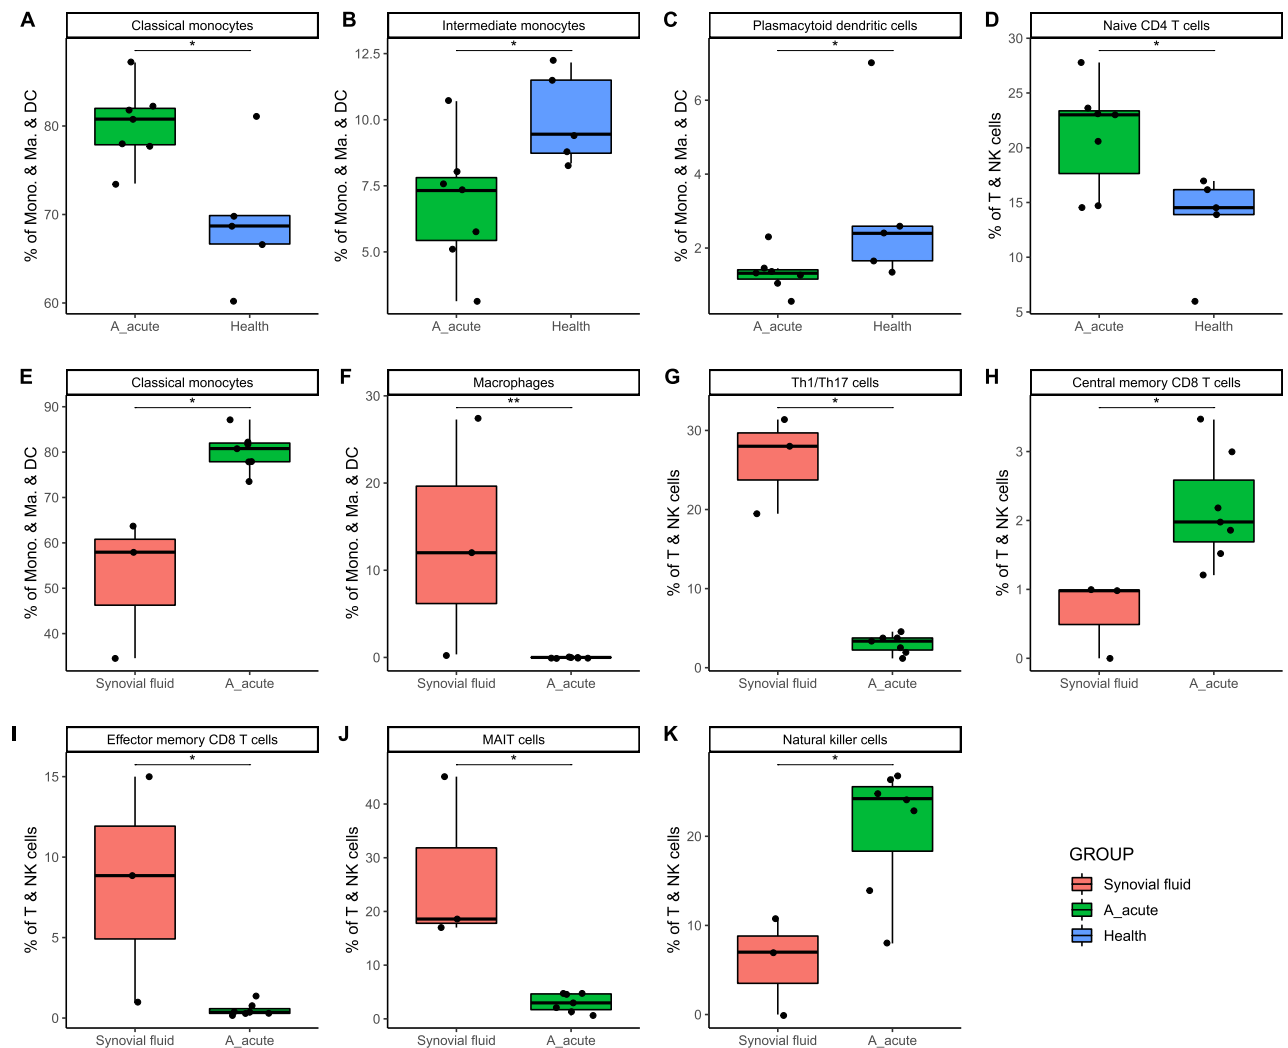 A
Classical monocytes
*
% of Mono. & Ma. & DC
80
70
60
A_acute
Health
B
Intermediate monocytes
*
% of Mono. & Ma. & DC
12.5
10.0
7.5
5.0
A_acute
Health
C
Plasmacytoid dendritic cells
*
% of Mono. & Ma. & DC
6
4
2
A_acute
Health
D
Naive CD4 T cells
*
% of T & NK cells
30
25
20
15
10
5
A_acute
Health
E
Classical monocytes
*
% of Mono. & Ma. & DC
90
80
70
60
50
40
Synovial fluid
A_acute
F
Macrophages
**
% of Mono. & Ma. & DC
30
20
10
0
Synovial fluid
A_acute
G
Th1/Th17 cells
*
% of T & NK cells
30
20
10
0
Synovial fluid
A_acute
H
Central memory CD8 T cells
*
% of T & NK cells
3
2
1
0
Synovial fluid
A_acute
I
Effector memory CD8 T cells
*
% of T & NK cells
15
10
5
0
Synovial fluid
A_acute
J
MAIT cells
*
% of T & NK cells
40
30
20
10
0
Synovial fluid
A_acute
K
Natural killer cells
*
% of T & NK cells
20
10
0
Synovial fluid
A_acute
GROUP
Synovial fluid
A_acute
Health